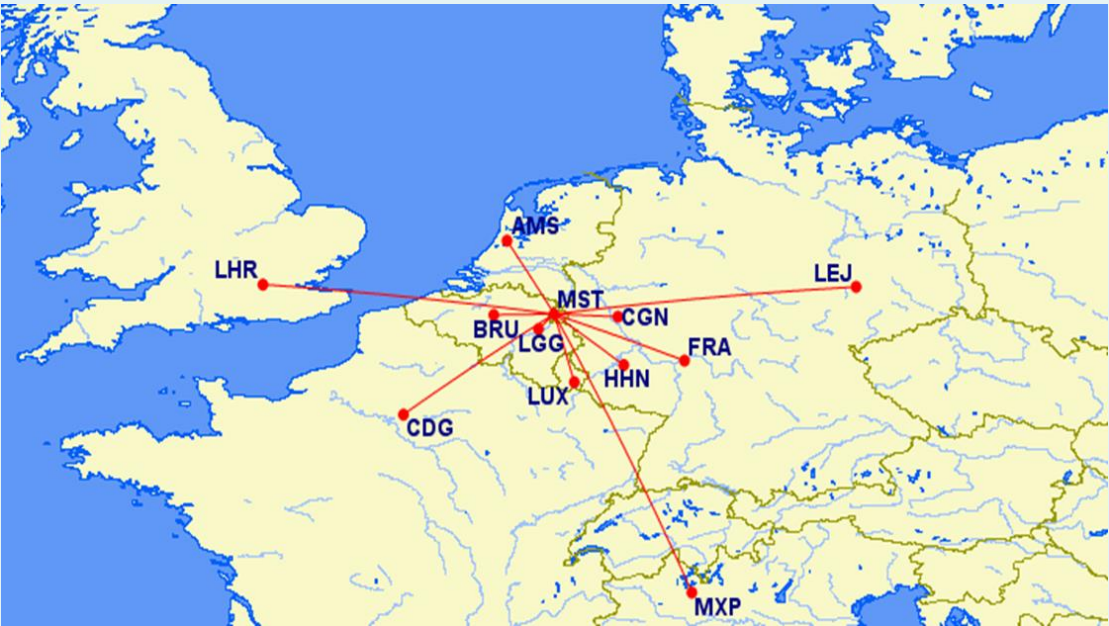 AMS
LHR
LEJ
MST
CGN
BRU
LGG
FRA
HHN
LUX
CDG
MXP